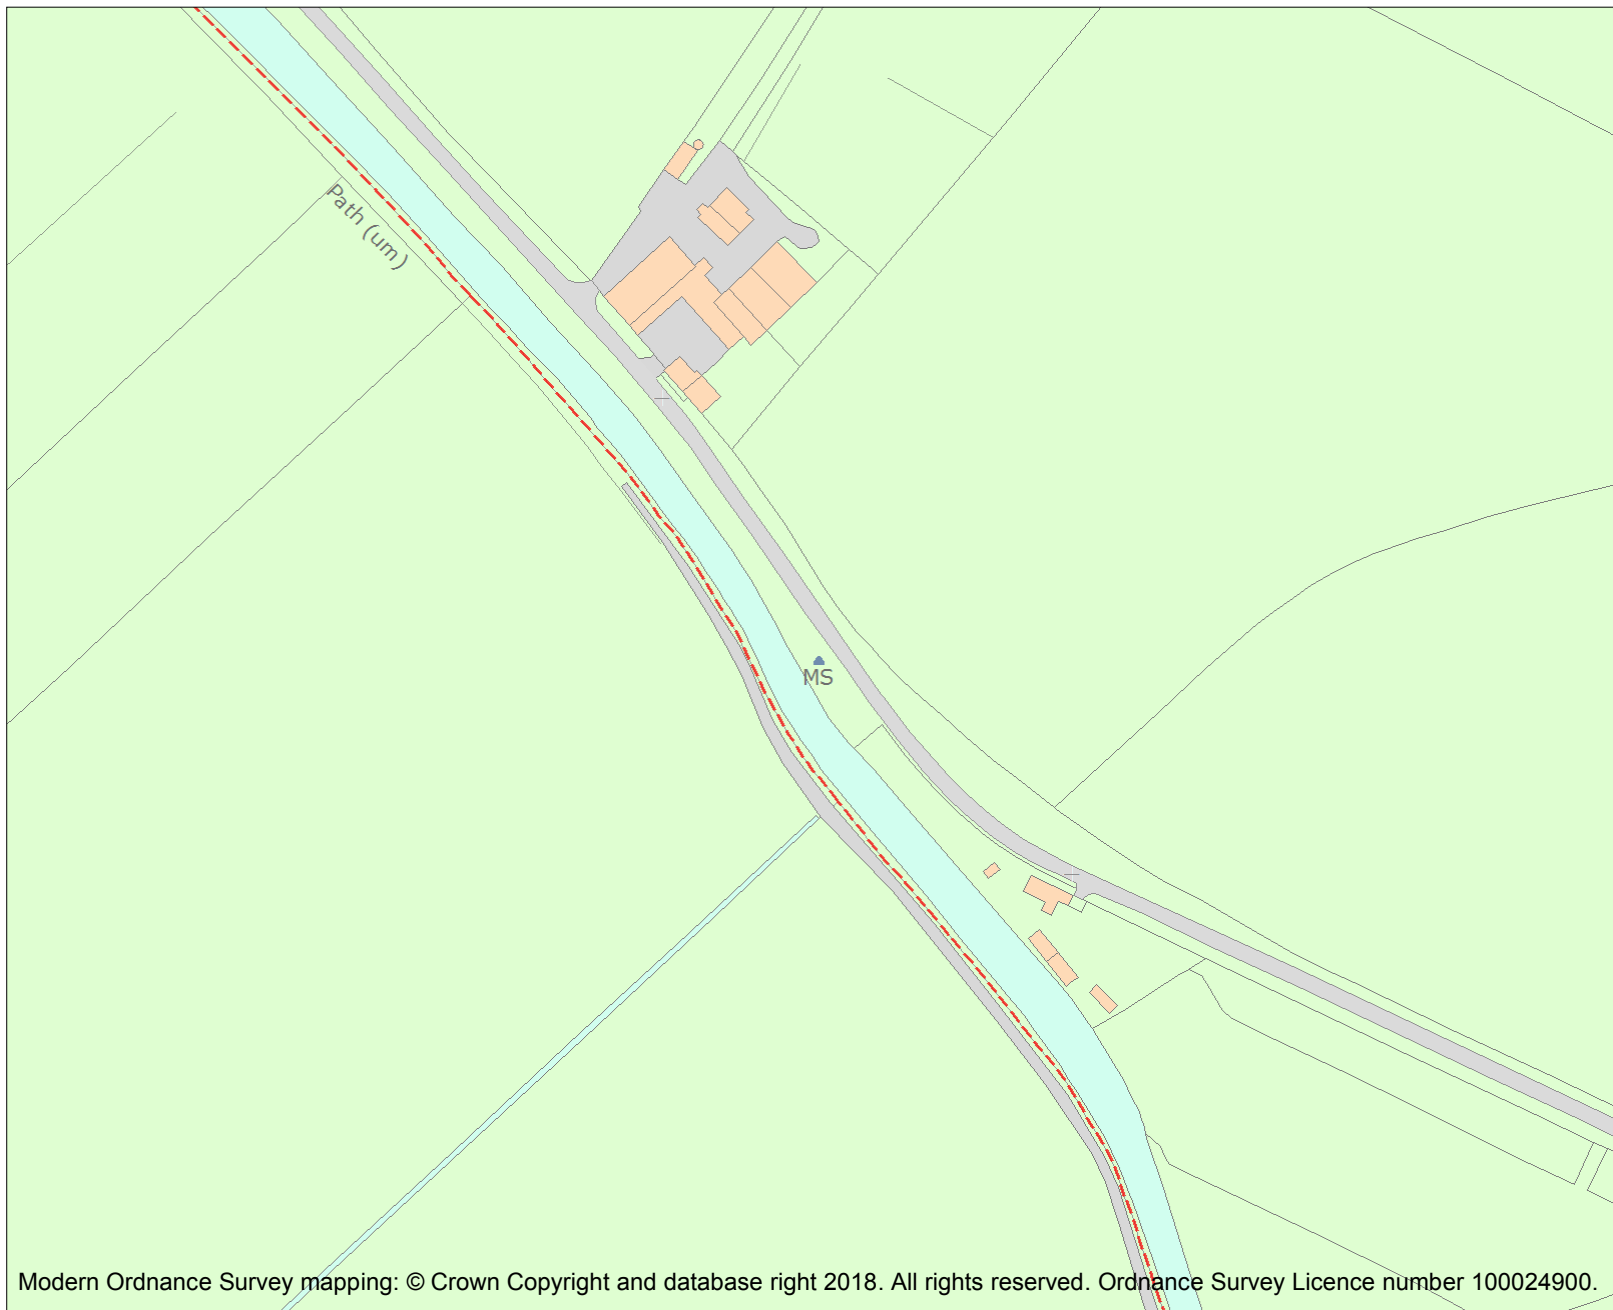 Path (um)
MS
Modern Ordnance Survey mapping: © Crown Copyright and database right 2018. All rights reserved. Ordnance Survey Licence number 100024900.